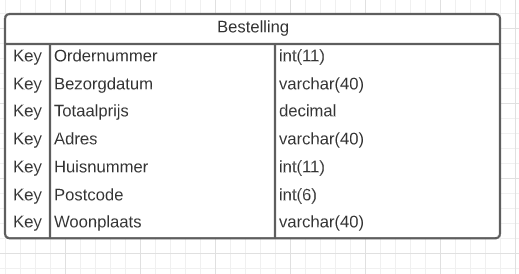 Bestelling
Key Ordernummer int(11)
Key Bezorgdatum varchar(40)
Key Totaalprijs decimal
Key Adres varchar(40)
Key Huisnummer int(11)
Key Postcode int(6)
Key Woonplaats varchar(40)